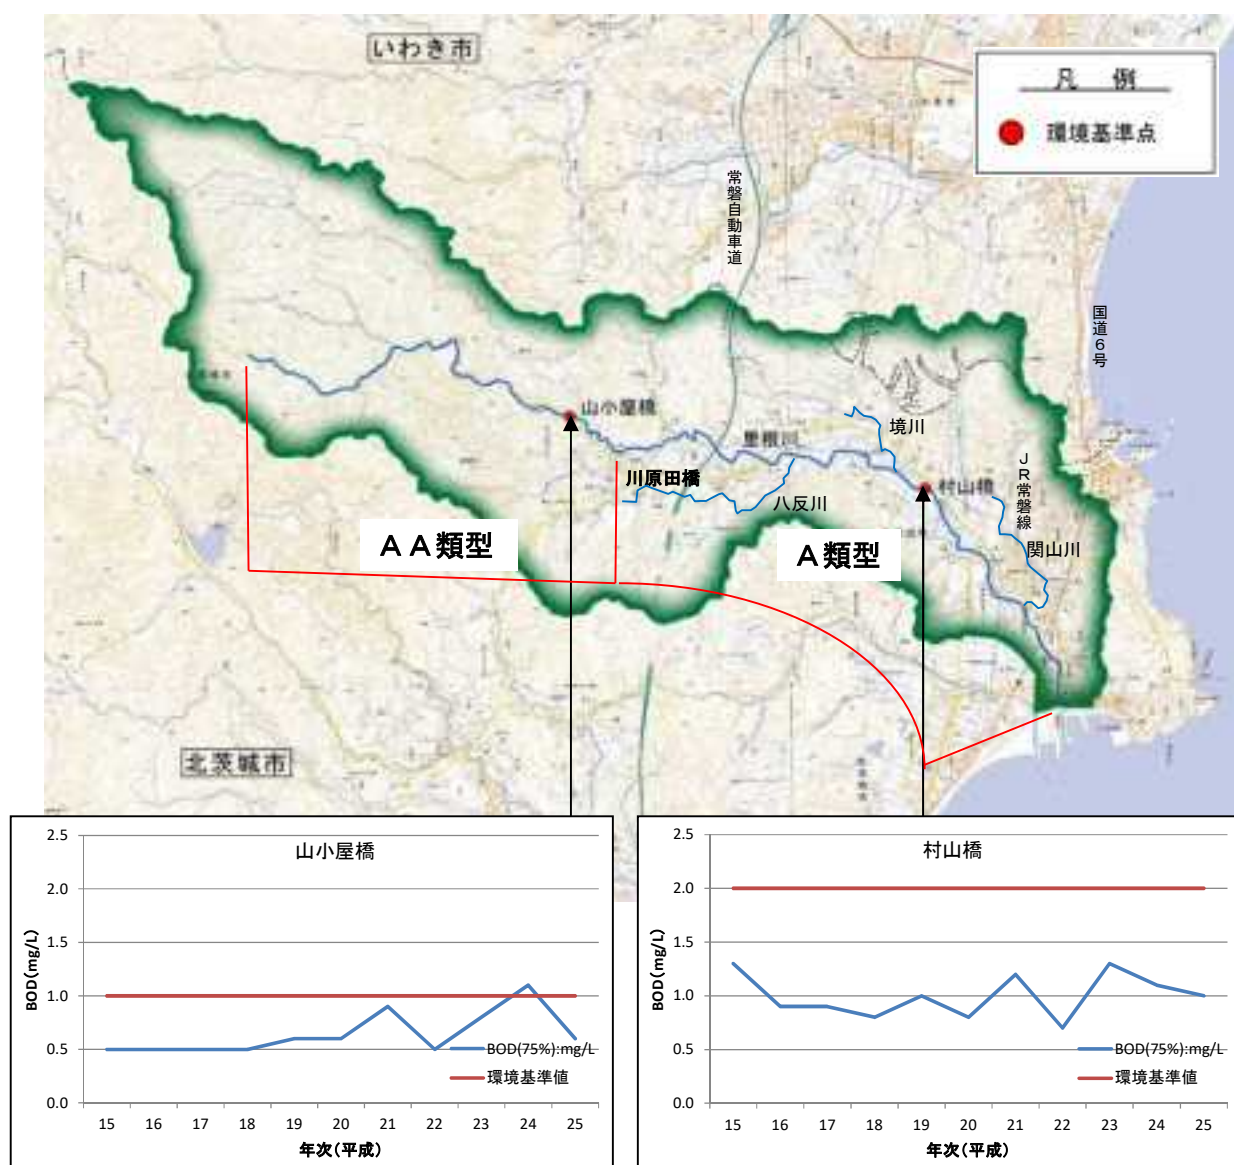 いわき市
凡 例
環境基準点
常磐自動車道
国道6号
山小屋橋
里根川
境川
川原田橋
八反川
村山橋
JR常磐線
関山川
AA類型
A類型
北茨城市
山小屋橋
BOD(mg/L)
2.5
2.0
1.5
1.0
0.5
0.0
BOD(75%):mg/L
環境基準値
15 16 17 18 19 20 21 22 23 24 25
年次(平成)
村山橋
BOD(mg/L)
2.5
2.0
1.5
1.0
0.5
0.0
BOD(75%):mg/L
環境基準値
15 16 17 18 19 20 21 22 23 24 25
年次(平成)